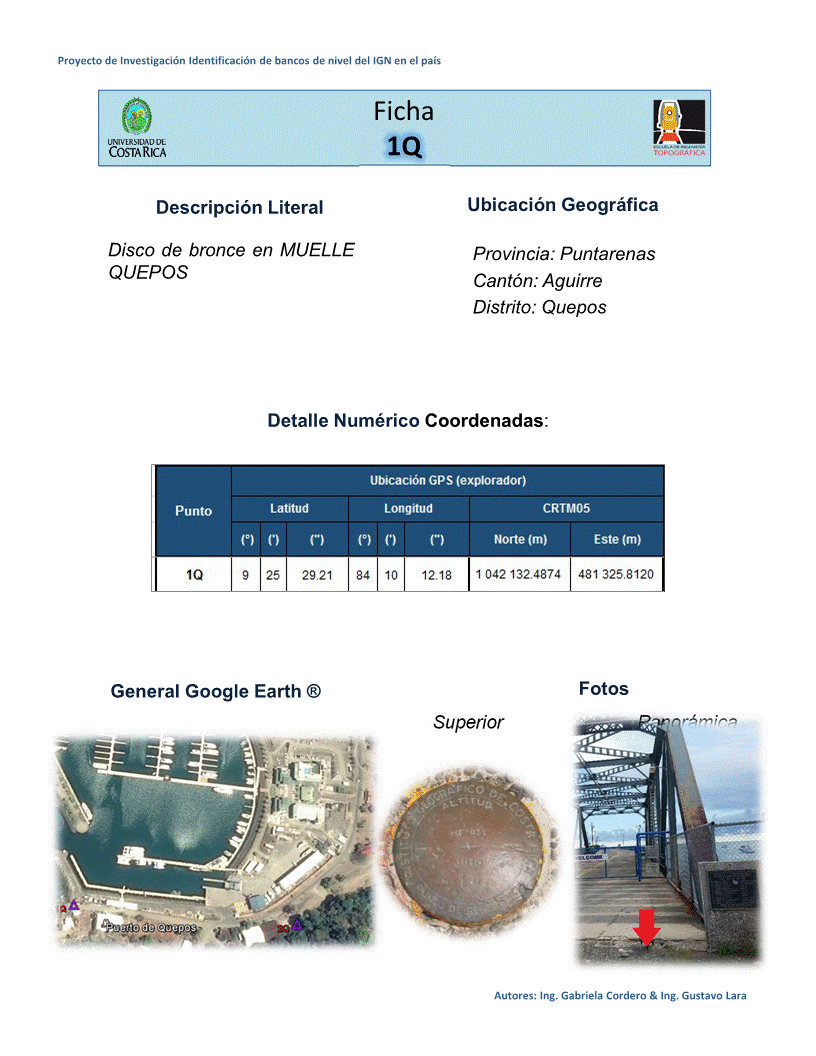 Proyecto de Investigación Identificación de bancos de nivel del IGN en el país
UNIVERSIDAD DE
COSTA RICA
Ficha
1Q
ESCUELA DE INGENIERÍA
TOPOGRÁFICA
Descripción Literal
Disco de bronce en MUELLE
QUEPOS
Ubicación Geográfica
Provincia: Puntarenas
Cantón: Aguirre
Distrito: Quepos
Detalle Numérico Coordenadas:
Punto
Ubicación GPS (explorador)
Latitud Longitud CRTM05
(°) (') (") (°) (') (") Norte (m) Este (m)
1Q 9 25 29.21 84 10 12.18 1 042 132.4874 481 325.8120
General Google Earth ®
Fotos
Superior
Panorámica
Puerto de Quepos
GEOGRÁFICO DE COSTA
ALTITUD
WELCOME
Autores: Ing. Gabriela Cordero & Ing. Gustavo Lara